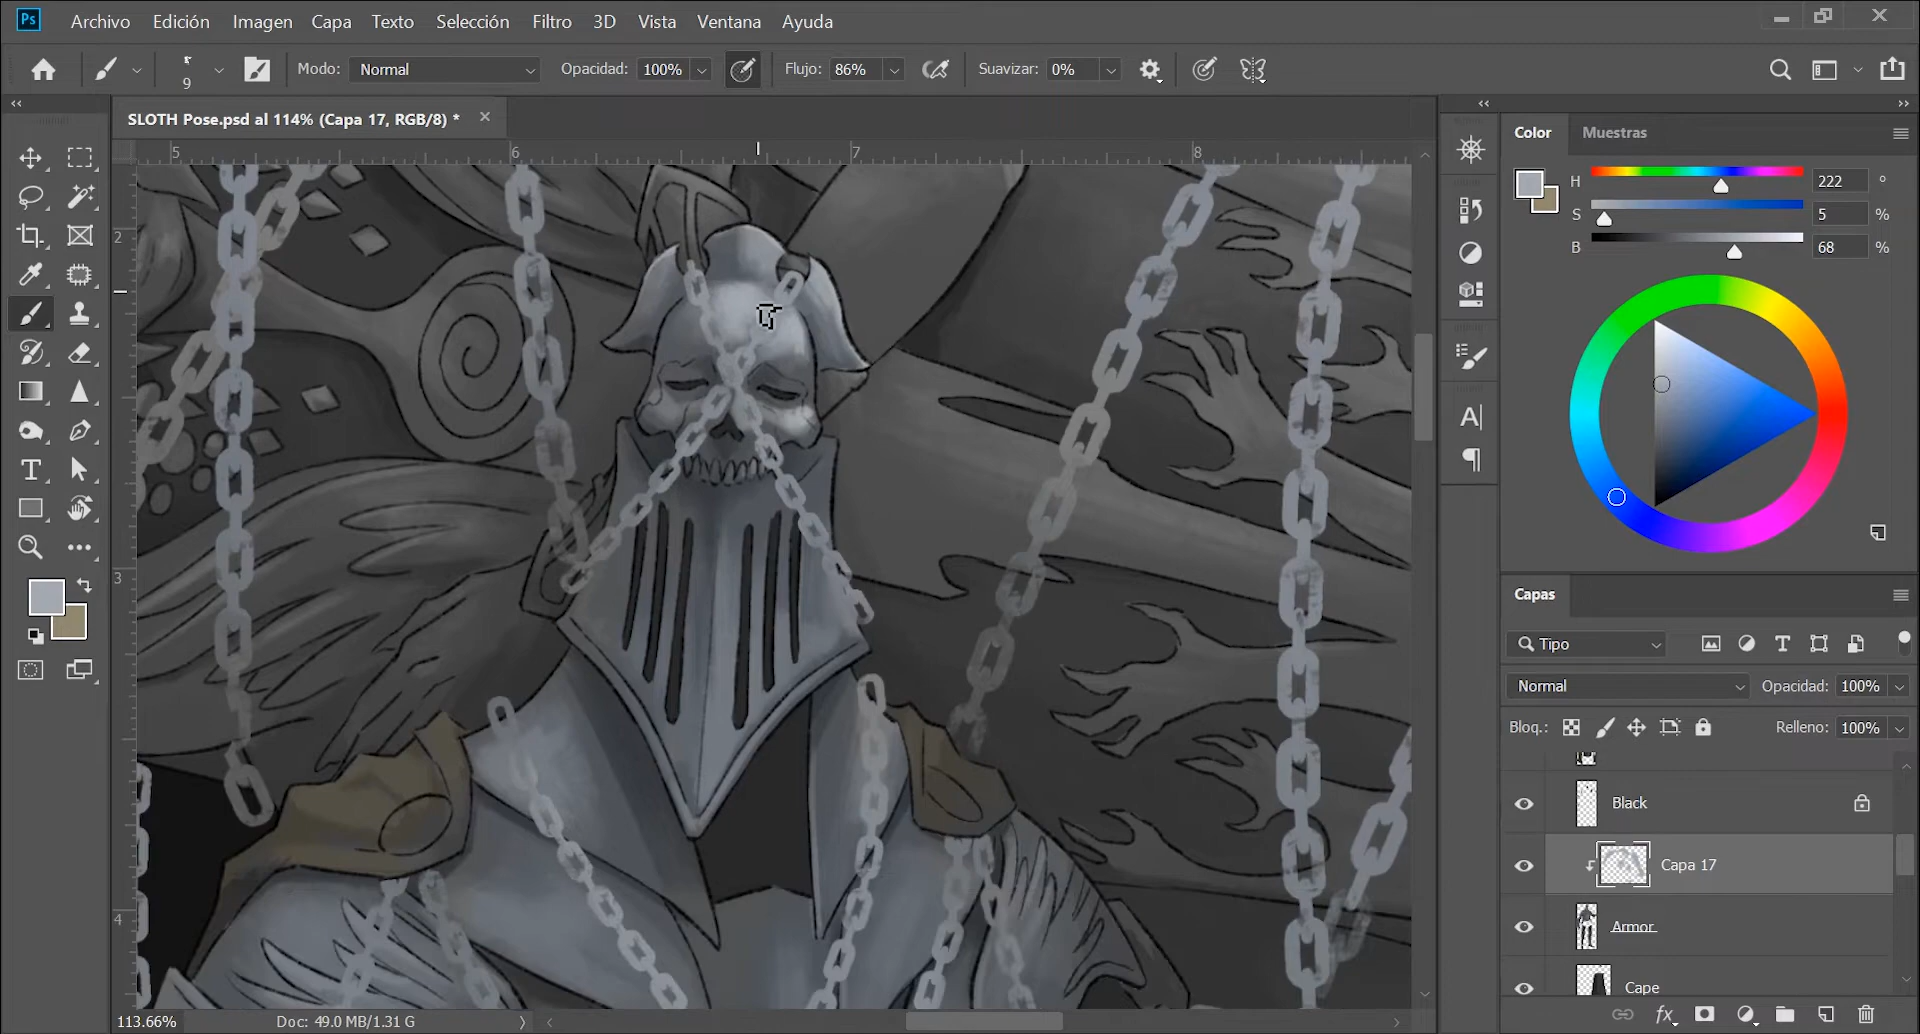 Ps Archivo Edición Imagen Capa Texto Selección Filtro 3D Vista Ventana Ayuda
9 Modo: Normal Opacidad: 100% Flujo: 86% Suavizar: 0%
SLOTH Pose.psd al 114% (Capa 17, RGB/8) *
5 6 7 8
2
3
4
Color Muestras
H 222 °
S 5 %
B 68 %
Capas
Tipo
Normal Opacidad: 100%
Bloq.: Relleno: 100%
Black
Capa 17
Armor
Cape
fx
113.66% Doc: 49.0 MB/1.31 G